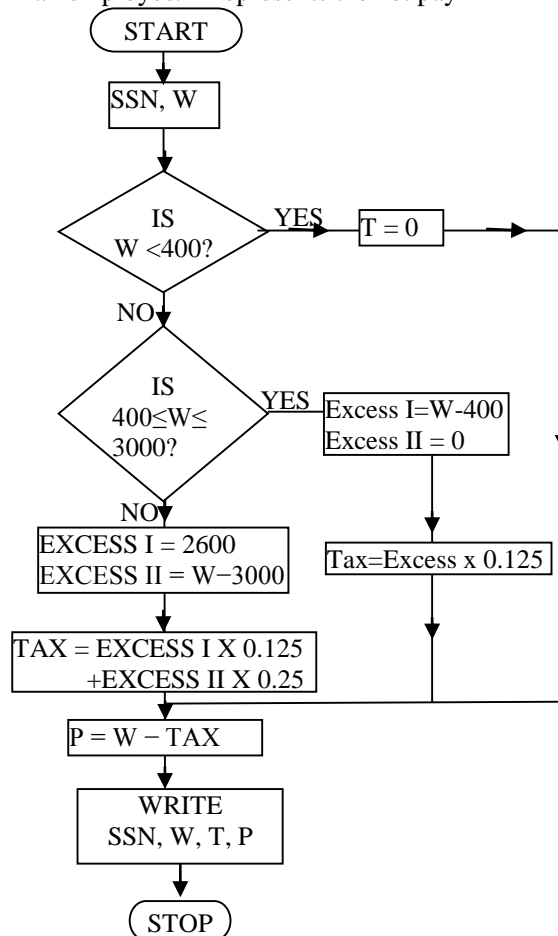 START
SSN, W
IS
W <400?
YES
T = 0
NO
IS
400≤W≤
3000?
YES
Excess I=W-400
Excess II = 0
NO
EXCESS I = 2600
EXCESS II = W−3000
Tax=Excess x 0.125
TAX = EXCESS I X 0.125
+EXCESS II X 0.25
P = W − TAX
WRITE
SSN, W, T, P
STOP